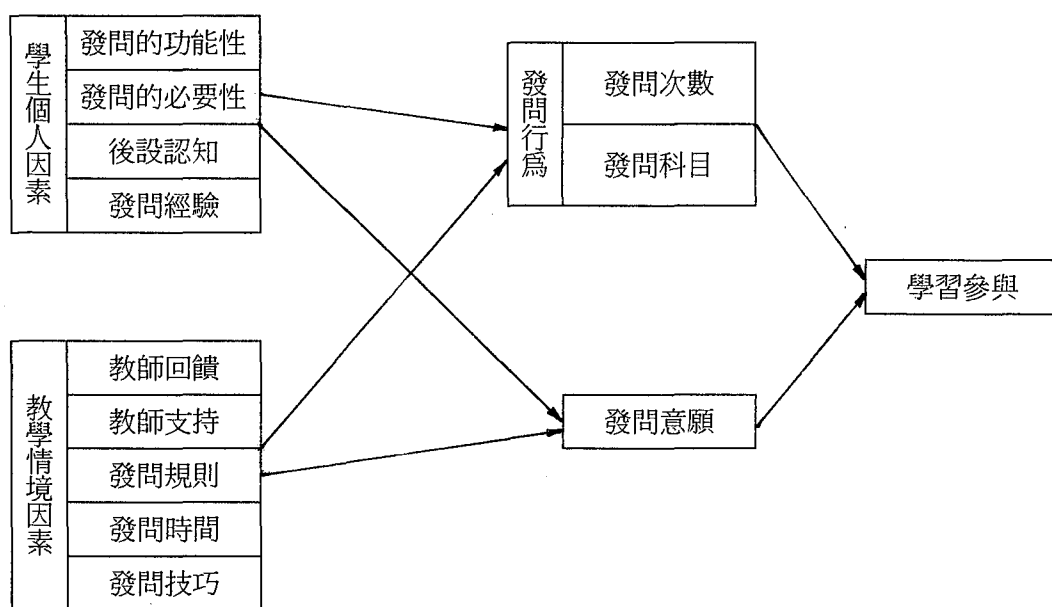 學生個人因素
發問的功能性
發問的必要性
後設認知
發問經驗
教學情境因素
教師回饋
教師支持
發問規則
發問時間
發問技巧
發問行為
發問次數
發問科目
發問意願
學習參與